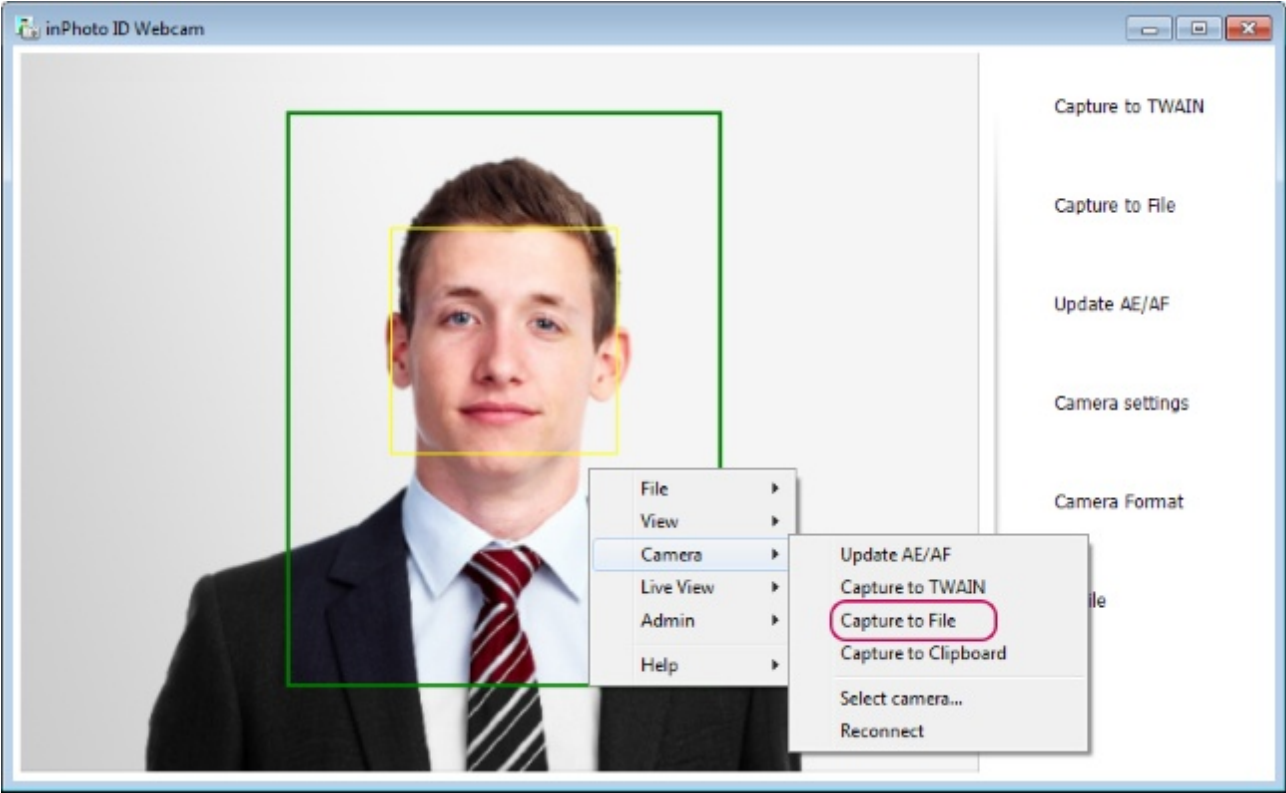 inPhoto ID Webcam
Capture to TWAIN
Capture to File
Update AE/AF
Camera settings
Camera Format
File
View
Camera
Live View
Admin
Help
Update AE/AF
Capture to TWAIN
Capture to File
Capture to Clipboard
Select camera...
Reconnect